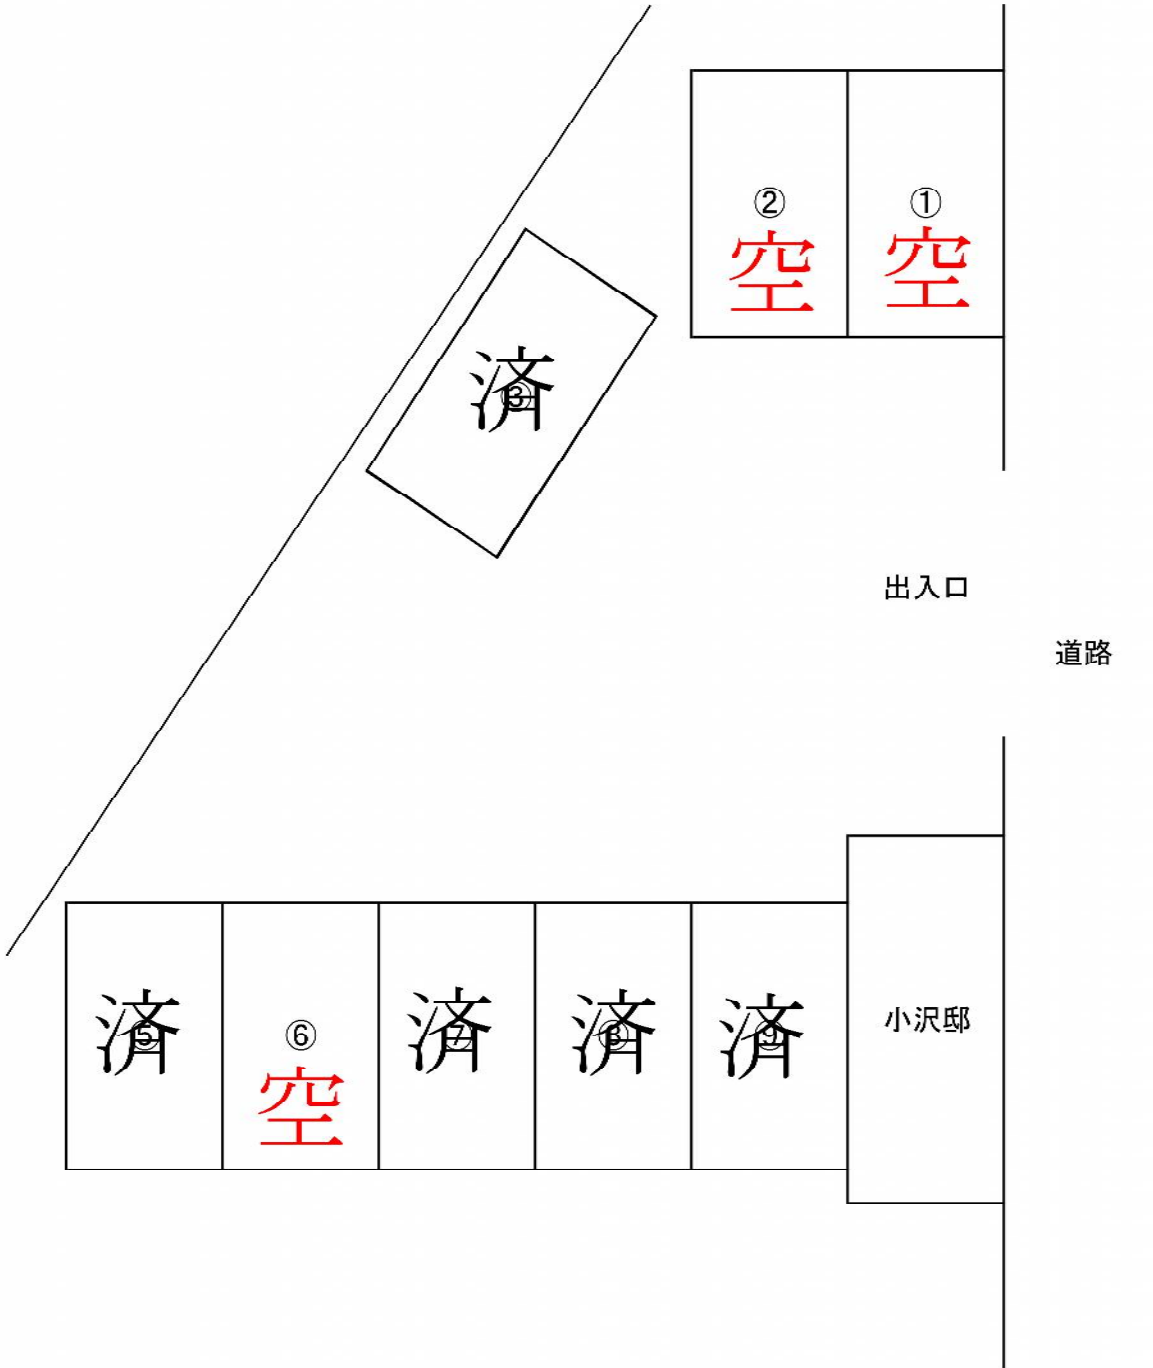 ② ①
空 空
済
③
出入口
道路
済 ⑥ 済 済 済
⑤ ⑦ ⑧ ⑨
空
小沢邸